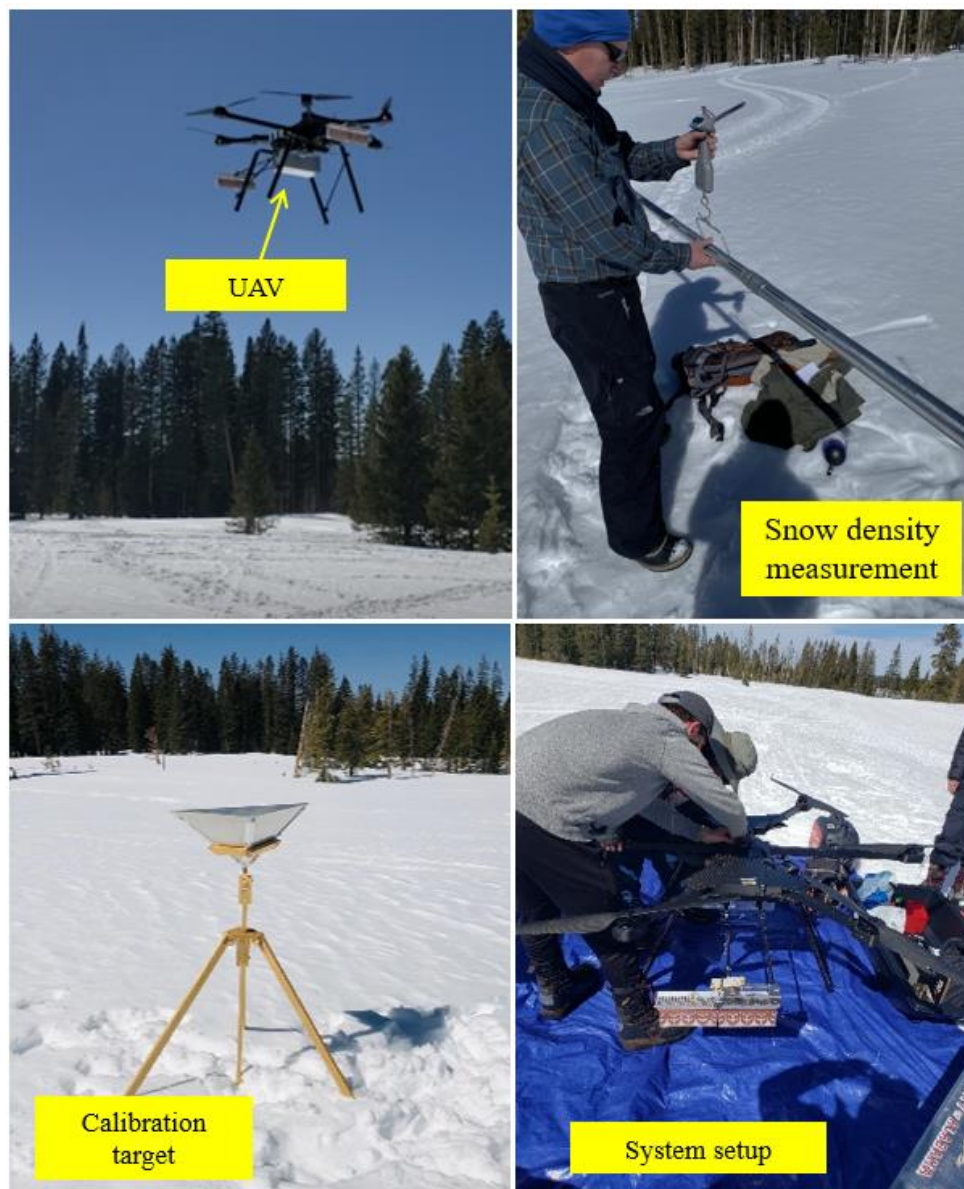 UAV
Snow density
measurement
Calibration
target
System setup